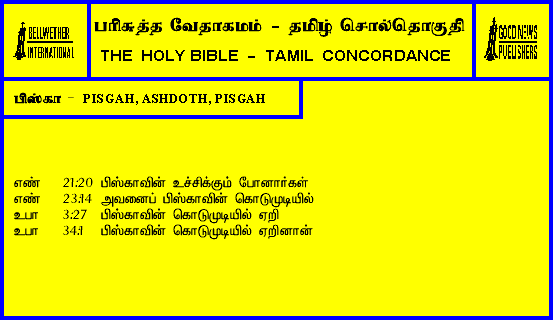 BELLWETHER
INTERNATIONAL
பரிசுத்த வேதாகமம் - தமிழ் சொல்தொகுதி
THE HOLY BIBLE - TAMIL CONCORDANCE
GOOD NEWS
PUBLISHERS
பிஸ்கா - PISGAH, ASHDOTH, PISGAH
எண் 21:20 பிஸ்காவின் உச்சிக்கும் போனார்கள்
எண் 23:14 அவனைப் பிஸ்காவின் கொடுமுடியில்
உபா 3:27 பிஸ்காவின் கொடுமுடியில் ஏறி
உபா 34:1 பிஸ்காவின் கொடுமுடியில் ஏறினான்